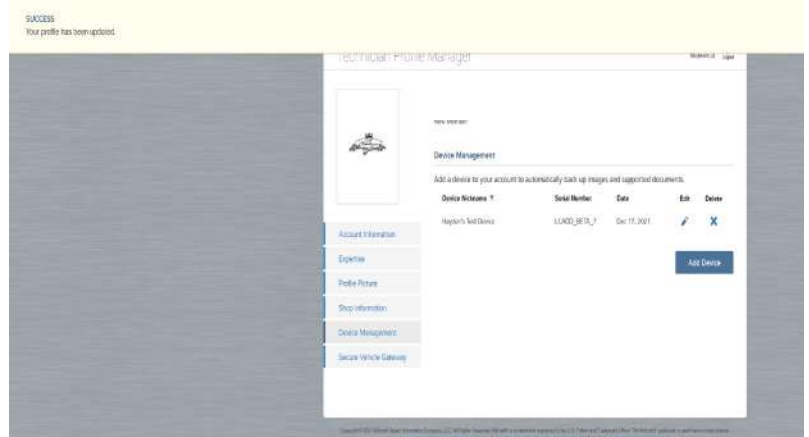 SUCCESS
Your profile has been updated.
Technician Profile Manager
Logout
New Member
Device Management
Add a device to your account to automatically back up images and supported documents.
Device Nickname Serial Number Date Edit Delete
Hayden's Test Device Dec 17, 2021
Add Device
Account Information
Expertise
Profile Picture
Shop Information
Device Management
Secure Vehicle Gateway